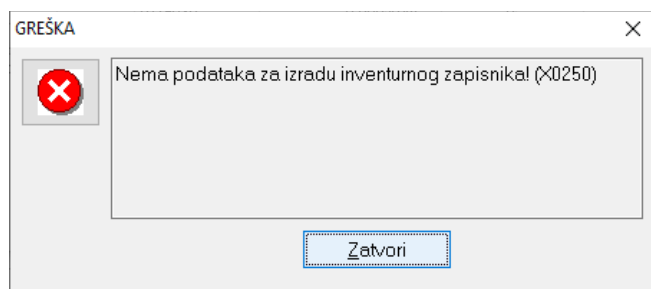 GREŠKA
Nema podataka za izradu inventurnog zapisnika! (X0250)
Zatvori